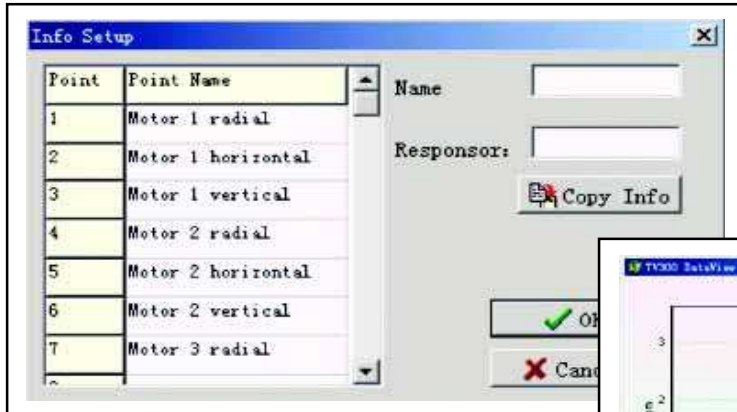 Info Setup
Point Point Name
1 Motor 1 radial
2 Motor 1 horizontal
3 Motor 1 vertical
4 Motor 2 radial
5 Motor 2 horizontal
6 Motor 2 vertical
7 Motor 3 radial
Name
Responsor:
Copy Info
TV300 DataView
3
2